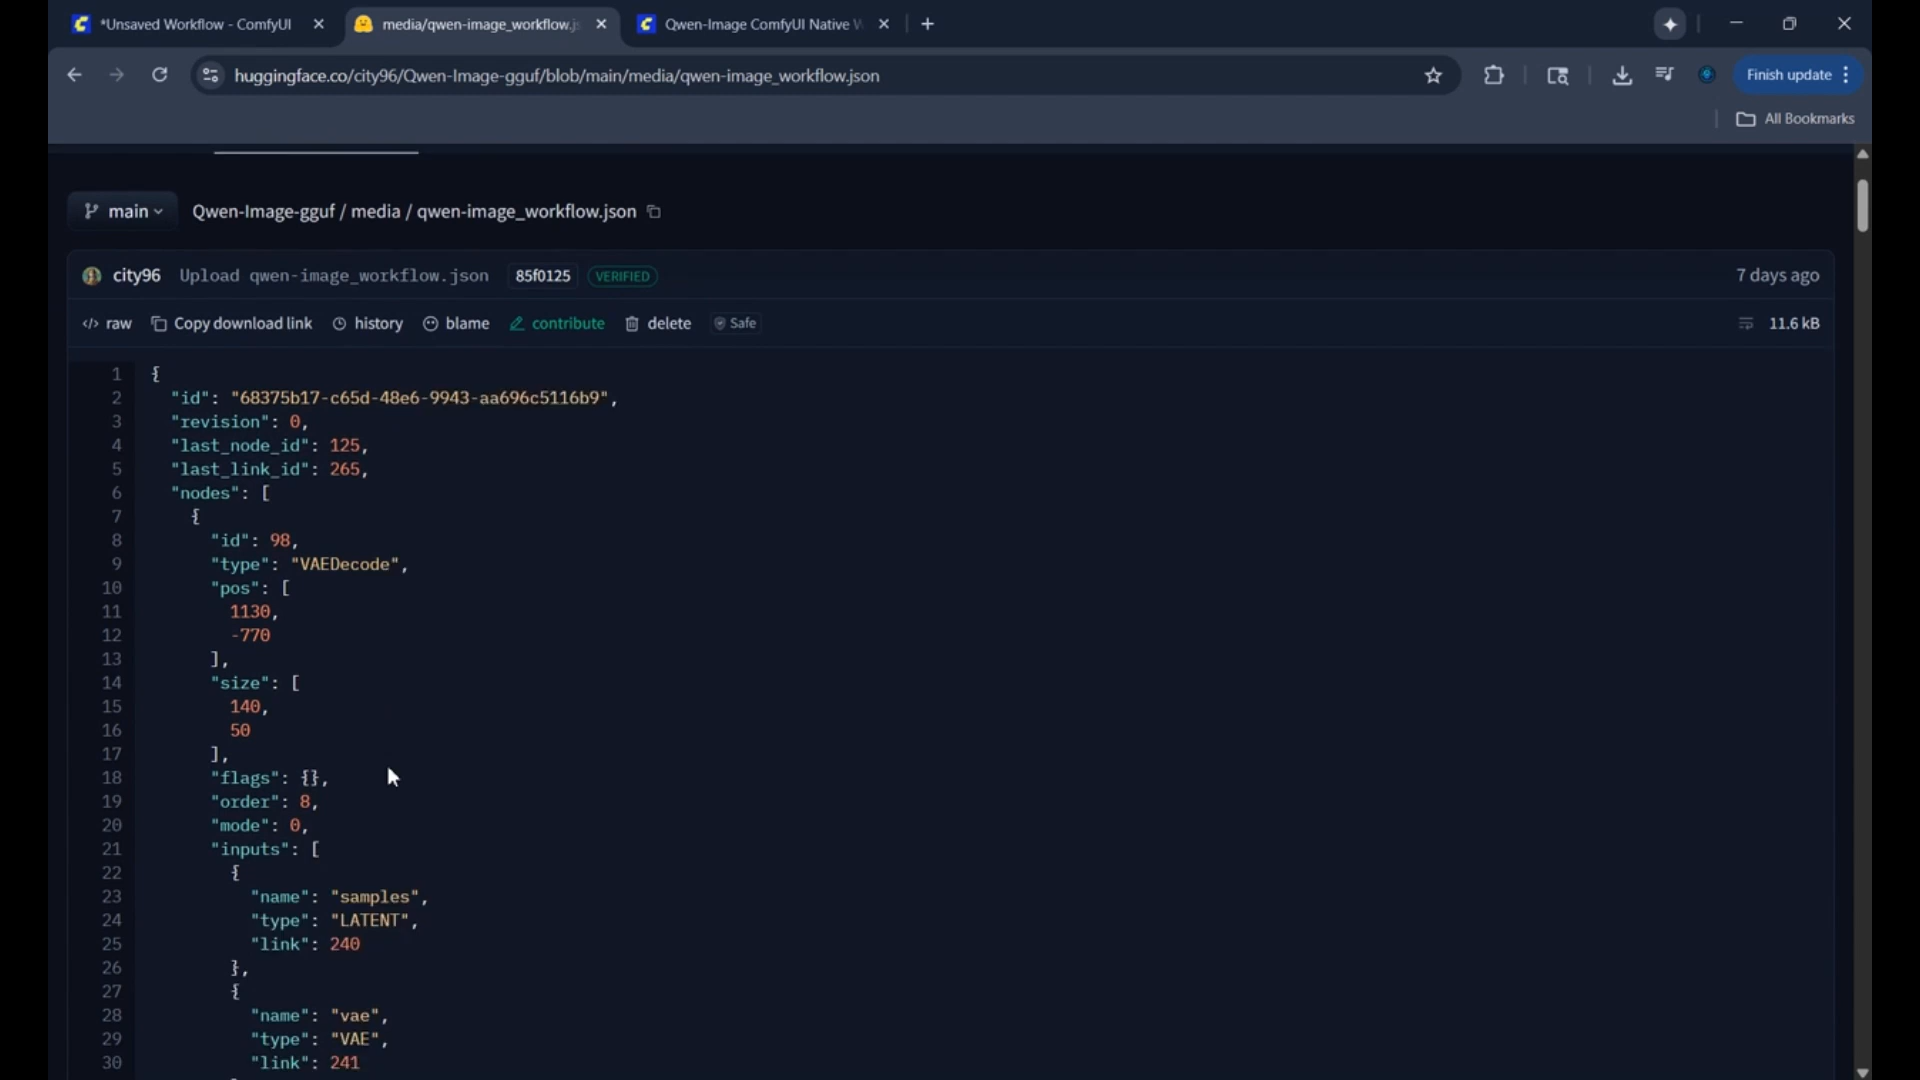 *Unsaved Workflow - ComfyUI
media/qwen-image_workflow.js
Qwen-Image ComfyUI Native W
huggingface.co/city96/Qwen-Image-gguf/blob/main/media/qwen-image_workflow.json
Finish update
All Bookmarks
main
Qwen-Image-gguf / media / qwen-image_workflow.json
city96 Upload qwen-image_workflow.json 85f0125 VERIFIED 7 days ago
</> raw Copy download link history blame contribute delete Safe 11.6 kB
1 {
2 "id": "68375b17-c65d-48e6-9943-aa696c5116b9",
3 "revision": 0,
4 "last_node_id": 125,
5 "last_link_id": 265,
6 "nodes": [
7 {
8 "id": 98,
9 "type": "VAEDecode",
10 "pos": [
11 1130,
12 -770
13 ],
14 "size": [
15 140,
16 50
17 ],
18 "flags": {},
19 "order": 8,
20 "mode": 0,
21 "inputs": [
22 {
23 "name": "samples",
24 "type": "LATENT",
25 "link": 240
26 },
27 {
28 "name": "vae",
29 "type": "VAE",
30 "link": 241